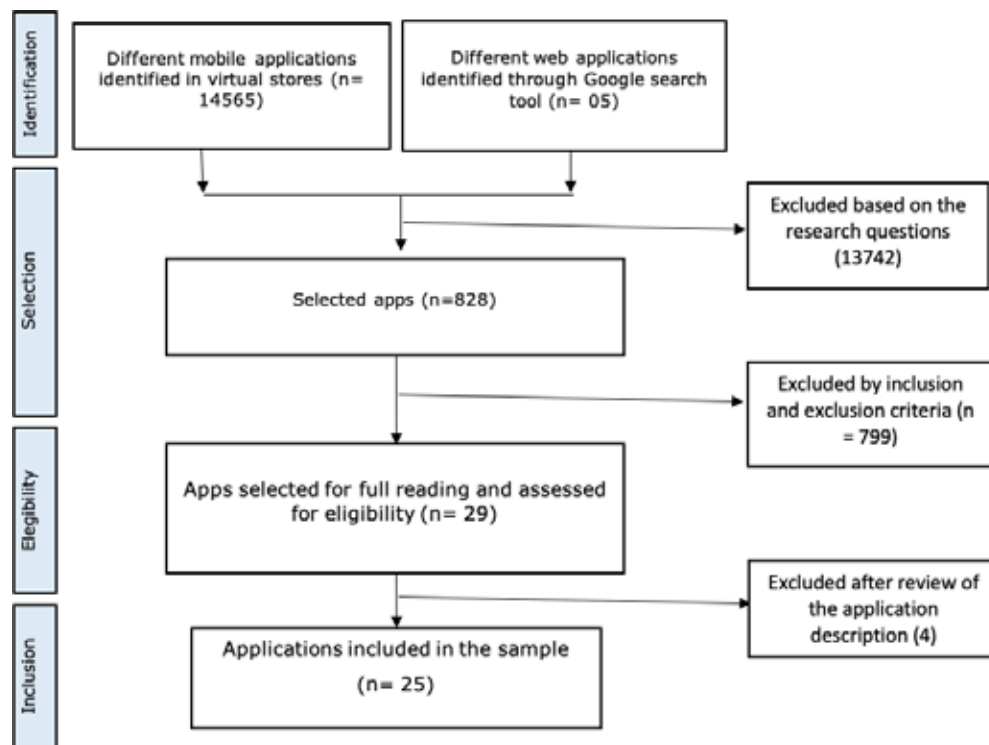 Identification
Different mobile applications
identified in virtual stores (n=
14565)
Different web applications
identified through Google search
tool (n= 05)
Selection
Excluded based on the
research questions
(13742)
Selected apps (n=828)
Excluded by inclusion
and exclusion criteria (n
= 799)
Elegibility
Apps selected for full reading and assessed
for eligibility (n= 29)
Excluded after review of
the application
description (4)
Inclusion
Applications included in the sample
(n= 25)